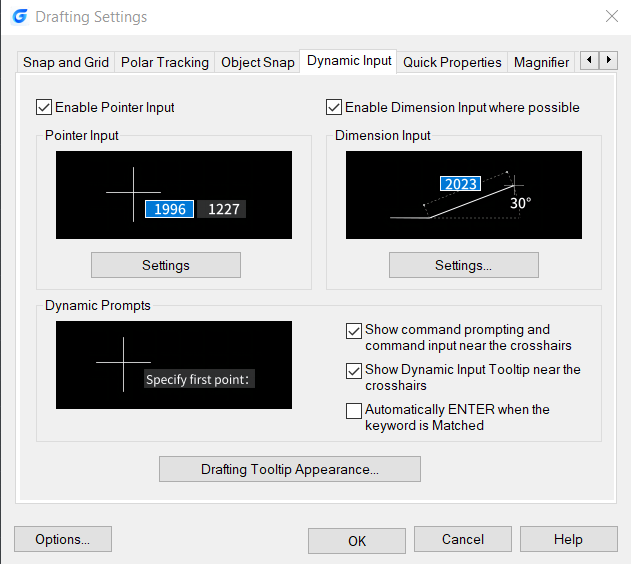 Drafting Settings
Snap and Grid Polar Tracking Object Snap Dynamic Input Quick Properties Magnifier
Enable Pointer Input
Enable Dimension Input where possible
Pointer Input
1996 1227
Settings
Dimension Input
2023
30°
Settings...
Dynamic Prompts
Specify first point:
Show command prompting and
command input near the crosshairs
Show Dynamic Input Tooltip near the
crosshairs
Automatically ENTER when the
keyword is Matched
Drafting Tooltip Appearance...
Options... OK Cancel Help